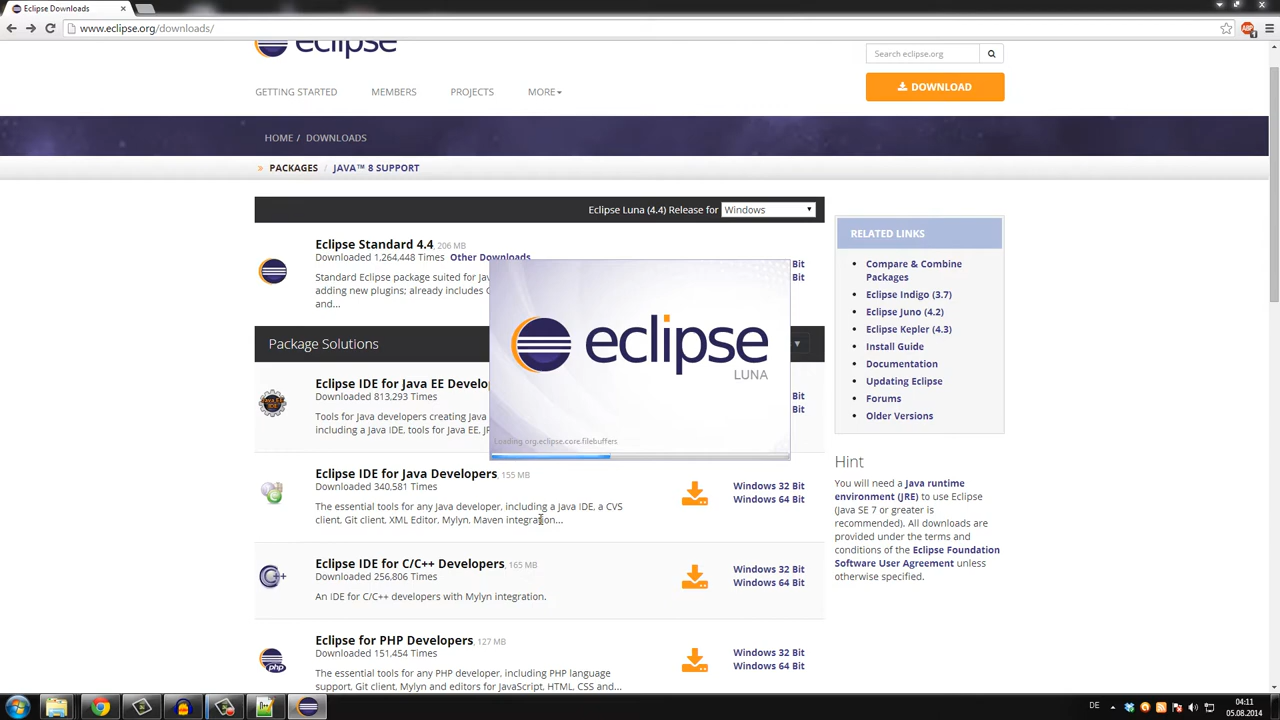 Eclipse Downloads
www.eclipse.org/downloads/
eclipse
Search eclipse.org
DOWNLOAD
GETTING STARTED MEMBERS PROJECTS MORE
HOME / DOWNLOADS
» PACKAGES / JAVA™ 8 SUPPORT
Eclipse Luna (4.4) Release for Windows
Eclipse Standard 4.4, 206 MB
Downloaded 1,264,448 Times Other Downloads
Standard Eclipse package suited for Jav
adding new plugins; already includes
and...
Bit
Bit
Package Solutions
Eclipse IDE for Java EE Develo
Downloaded 813,293 Times
Tools for Java developers creating Jav
including a Java IDE, tools for Java EE, JP
Bit
Bit
eclipse
LUNA
Loading org.eclipse.core.filebuffers
Eclipse IDE for Java Developers, 155 MB
Downloaded 340,581 Times
The essential tools for any Java developer, including a Java IDE, a CVS
client, Git client, XML Editor, Mylyn, Maven integration...
Windows 32 Bit
Windows 64 Bit
Eclipse IDE for C/C++ Developers, 165 MB
Downloaded 256,806 Times
An IDE for C/C++ developers with Mylyn integration.
Windows 32 Bit
Windows 64 Bit
Eclipse for PHP Developers, 127 MB
Downloaded 151,454 Times
The essential tools for any PHP developer, including PHP language
support, Git client, Mylyn and editors for JavaScript, HTML, CSS and...
Windows 32 Bit
Windows 64 Bit
RELATED LINKS
Compare & Combine
Packages
Eclipse Indigo (3.7)
Eclipse Juno (4.2)
Eclipse Kepler (4.3)
Install Guide
Documentation
Updating Eclipse
Forums
Older Versions
Hint
You will need a Java runtime
environment (JRE) to use Eclipse
(Java SE 7 or greater is
recommended). All downloads are
provided under the terms and
conditions of the Eclipse Foundation
Software User Agreement unless
otherwise specified.
DE
04:11
05.08.2014